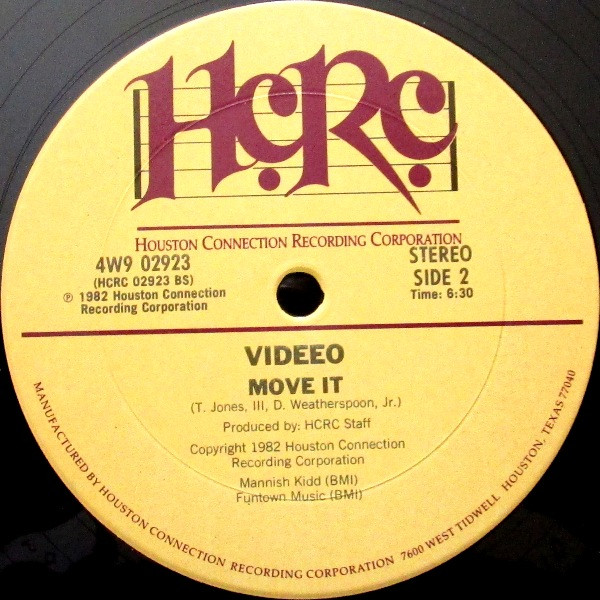 HCRC
HOUSTON CONNECTION RECORDING CORPORATION
4W9 02923
(HCRC 02923 BS)
℗ 1982 Houston Connection
Recording Corporation
STEREO
SIDE 2
Time: 6:30
VIDEEO
MOVE IT
(T. Jones, III, D. Weatherspoon, Jr.)
Produced by: HCRC Staff
Copyright 1982 Houston Connection
Recording Corporation
Mannish Kidd (BMI)
Funtown Music (BMI)
MANUFACTURED BY HOUSTON CONNECTION RECORDING CORPORATION 7600 WEST TIDWELL HOUSTON, TEXAS 77040